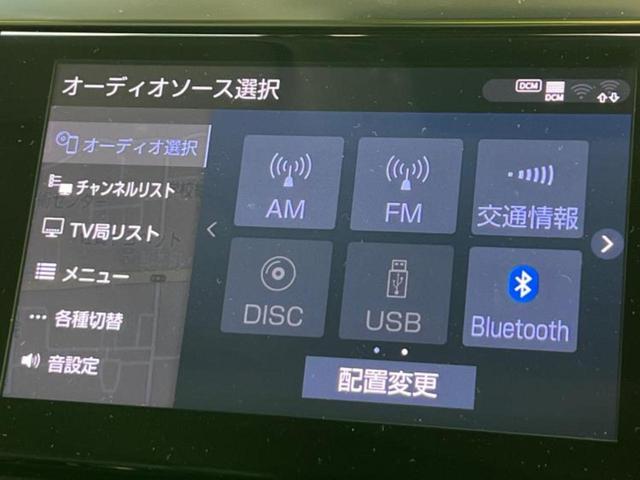 オーディオソース選択
DCM
DCM
オーディオ選択
チャンネルリスト
TV局リスト
メニュー
各種切替
音設定
AM
FM
交通情報
DISC
USB
Bluetooth
配置変更